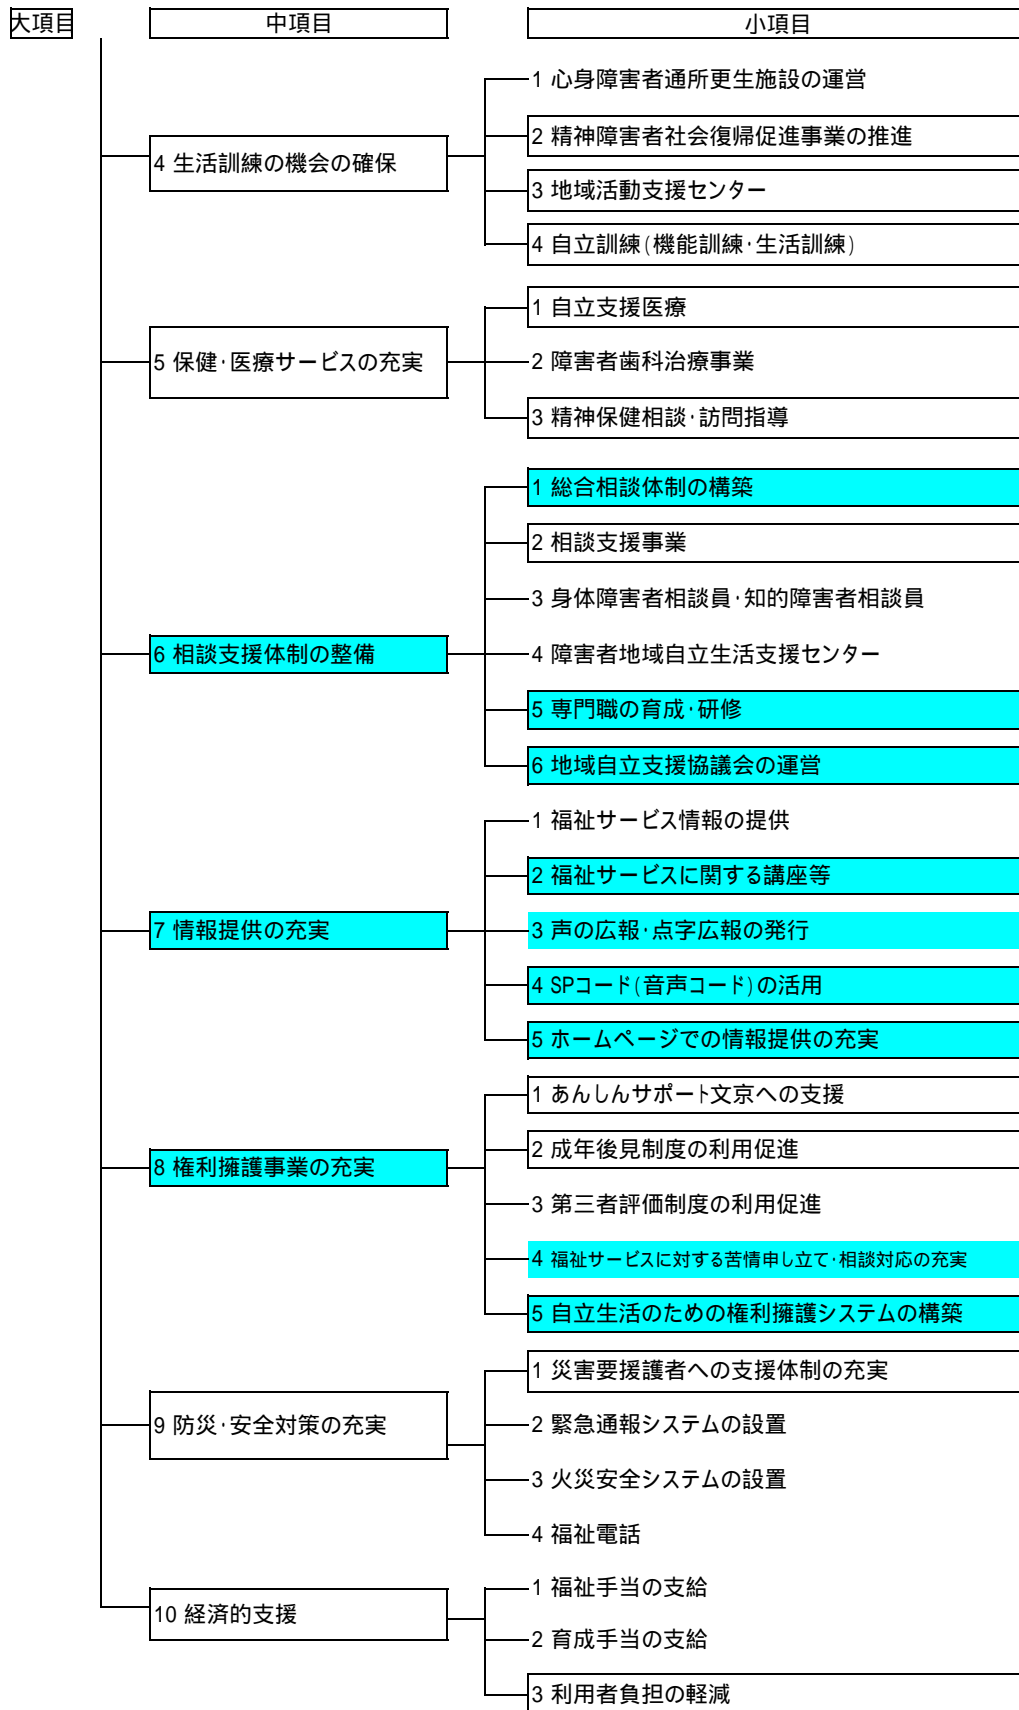 大項目 中項目 小項目
4 生活訓練の機会の確保
1 心身障害者通所更生施設の運営
2 精神障害者社会復帰促進事業の推進
3 地域活動支援センター
4 自立訓練(機能訓練･生活訓練)
5 保健･医療サービスの充実
1 自立支援医療
2 障害者歯科治療事業
3 精神保健相談･訪問指導
6 相談支援体制の整備
1 総合相談体制の構築
2 相談支援事業
3 身体障害者相談員･知的障害者相談員
4 障害者地域自立生活支援センター
5 専門職の育成･研修
6 地域自立支援協議会の運営
7 情報提供の充実
1 福祉サービス情報の提供
2 福祉サービスに関する講座等
3 声の広報･点字広報の発行
4 SPコード(音声コード)の活用
5 ホームページでの情報提供の充実
8 権利擁護事業の充実
1 あんしんサポート文京への支援
2 成年後見制度の利用促進
3 第三者評価制度の利用促進
4 福祉サービスに対する苦情申し立て･相談対応の充実
5 自立生活のための権利擁護システムの構築
9 防災･安全対策の充実
1 災害要援護者への支援体制の充実
2 緊急通報システムの設置
3 火災安全システムの設置
4 福祉電話
10 経済的支援
1 福祉手当の支給
2 育成手当の支給
3 利用者負担の軽減